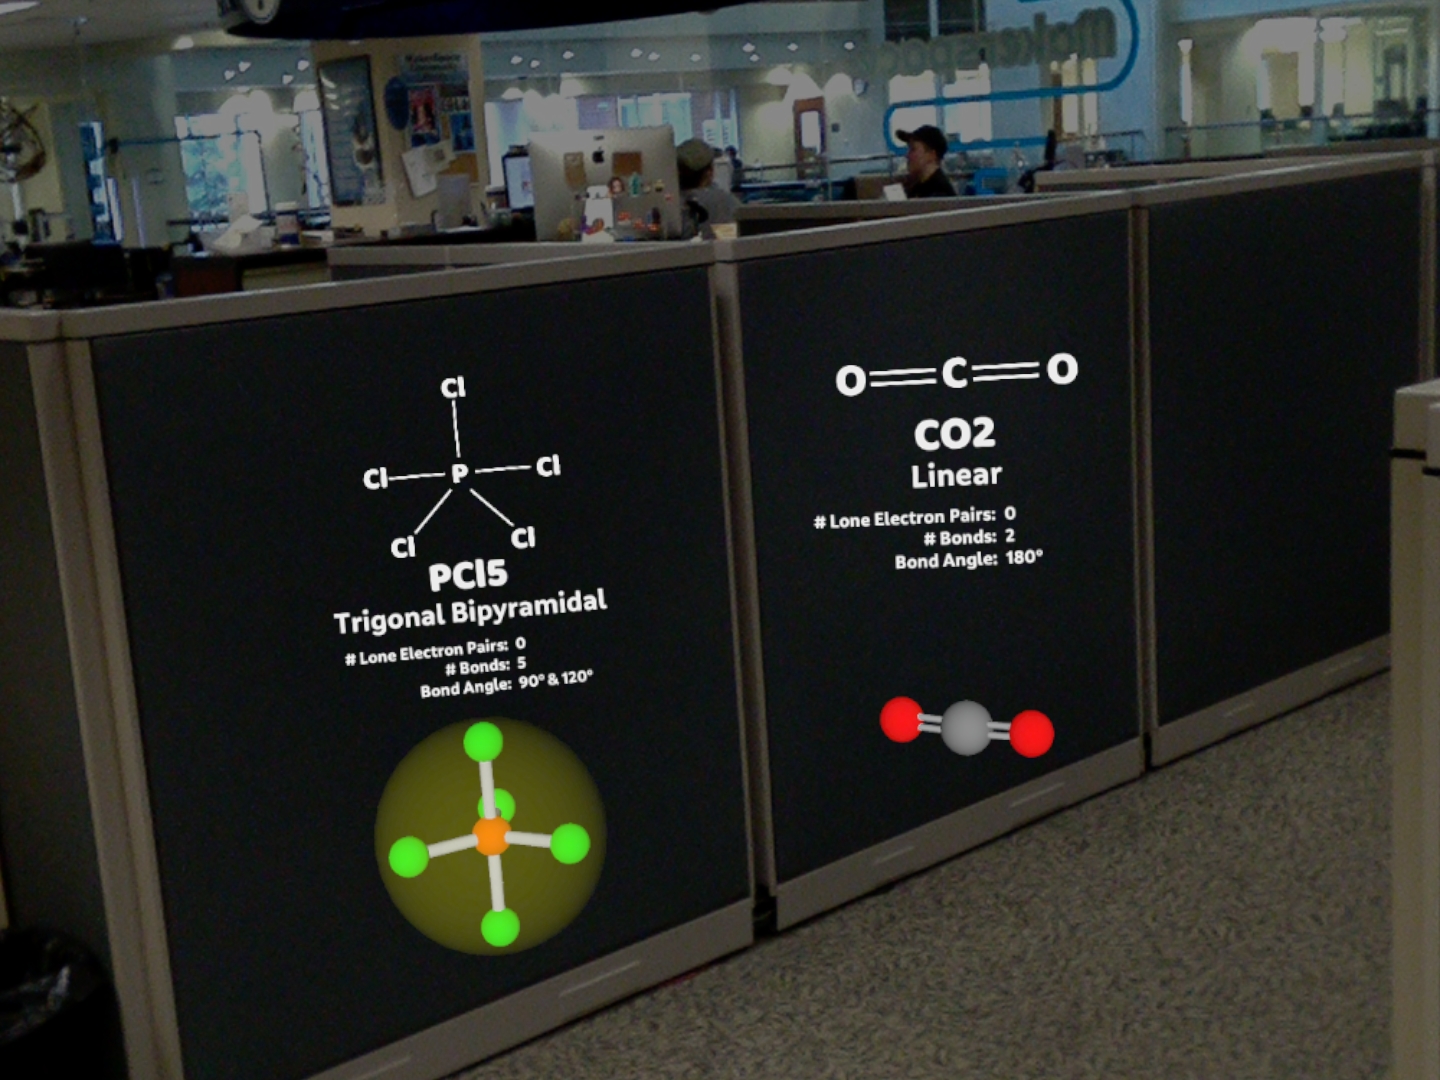 Makerspace
Cl
Cl P Cl
Cl Cl
PCl5
Trigonal Bipyramidal
# Lone Electron Pairs: 0
# Bonds: 5
Bond Angle: 90° & 120°
O C O
CO2
Linear
# Lone Electron Pairs: 0
# Bonds: 2
Bond Angle: 180°